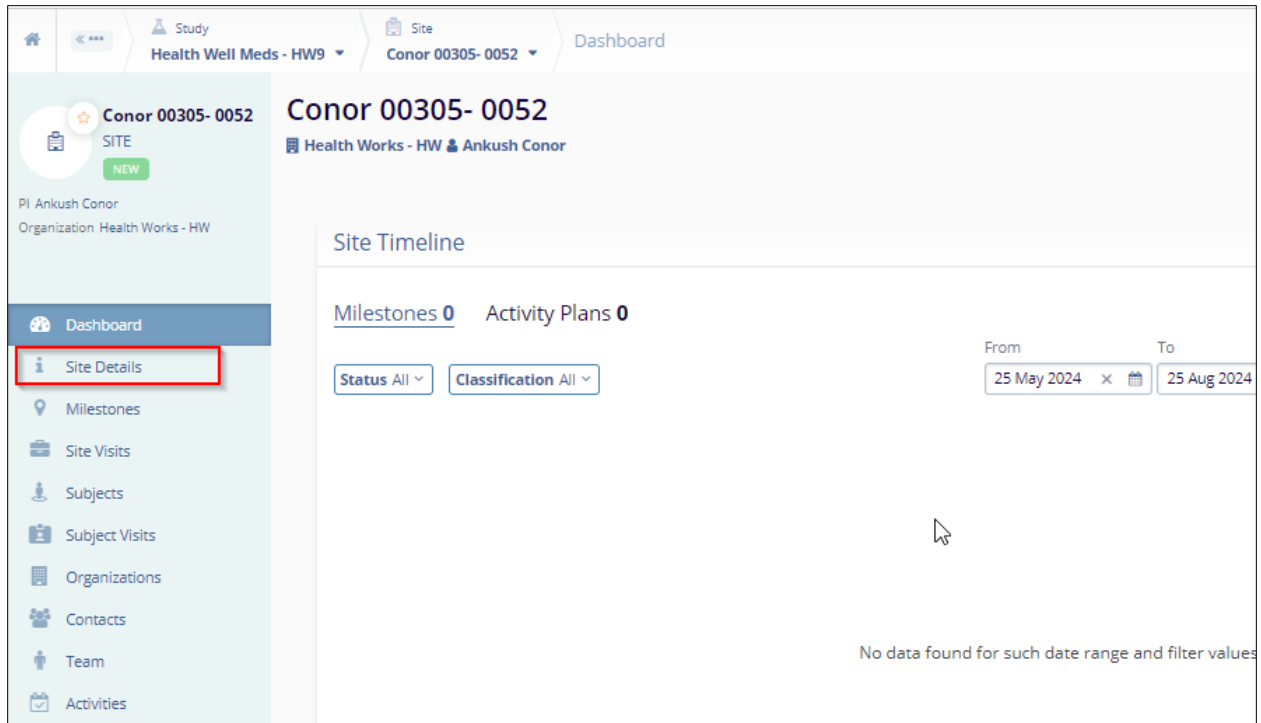 Study
Health Well Meds - HW9
Site
Conor 00305- 0052
Dashboard
Conor 00305- 0052
SITE
NEW
PI Ankush Conor
Organization Health Works - HW
Dashboard
Site Details
Milestones
Site Visits
Subjects
Subject Visits
Organizations
Contacts
Team
Activities
Conor 00305- 0052
Health Works - HW Ankush Conor
Site Timeline
Milestones 0 Activity Plans 0
From To
Status All Classification All 25 May 2024 25 Aug 2024
No data found for such date range and filter values